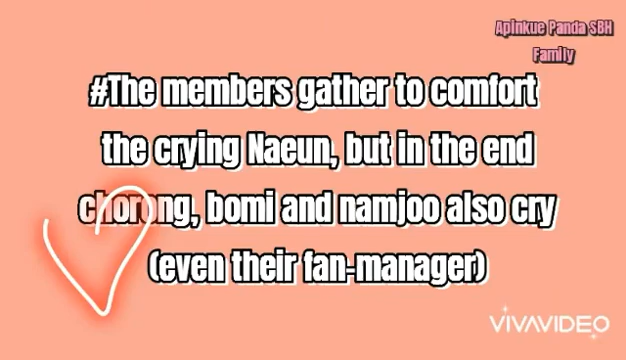 Apinkue Panda SBH
Family
#The members gather to comfort
the crying Naeun, but in the end
chorong, bomi and namjoo also cry
(even their fan-manager)
VIVAVIDEO